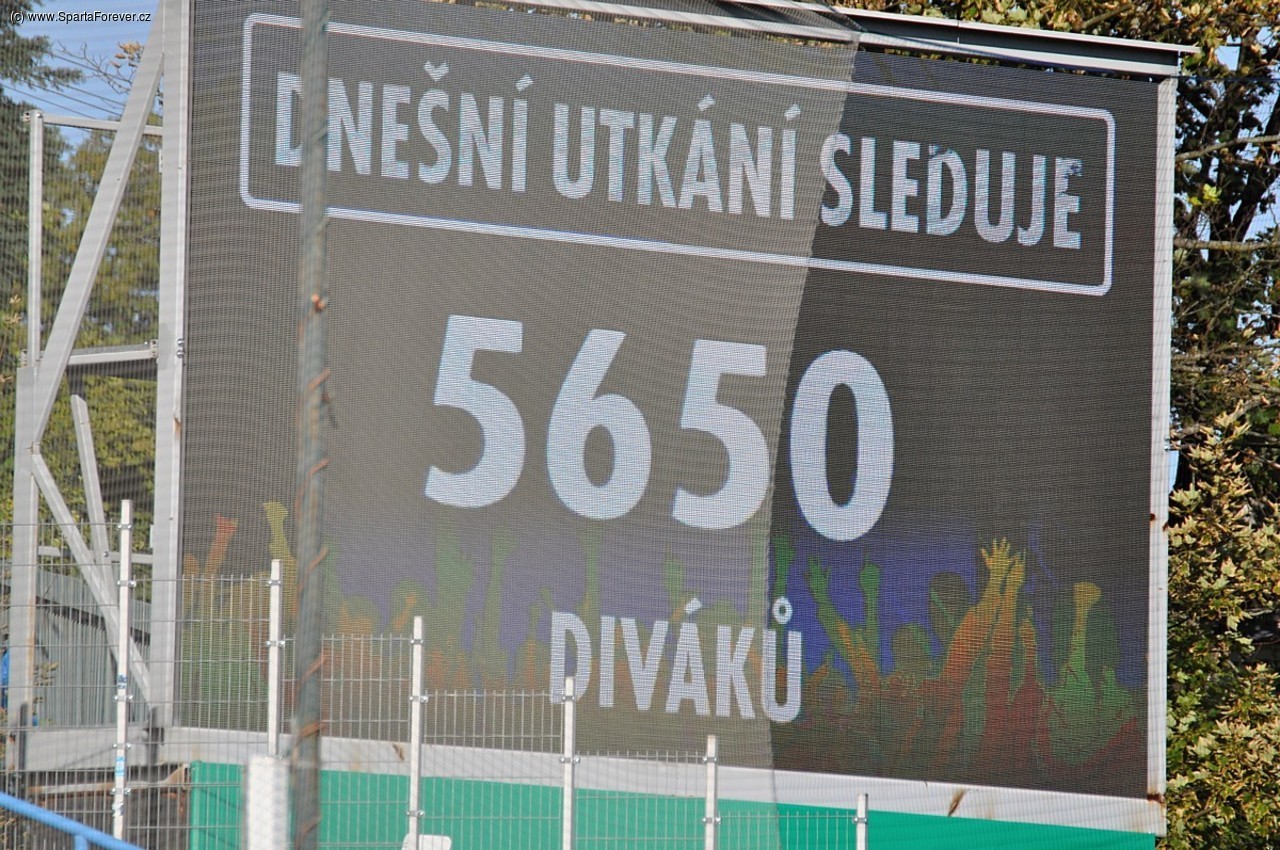 (c) www.SpartaForever.cz
DNEŠNÍ UTKÁNÍ SLEDUJE
5650
DIVÁKŮ